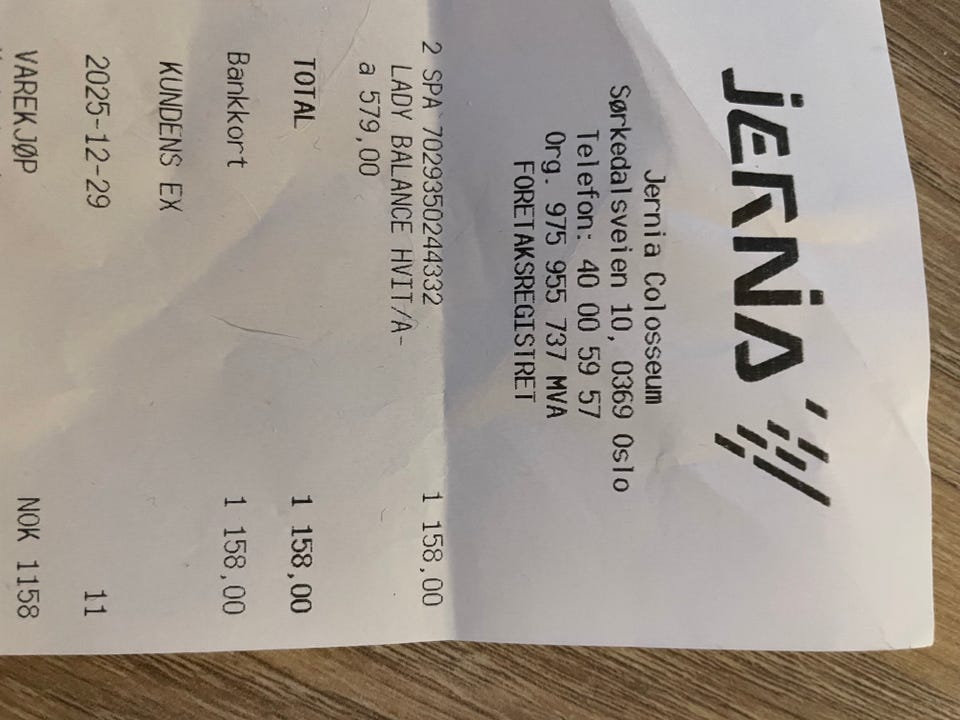 JERNIA
Jernia Colosseum
Sørkedalsveien 10, 0369 Oslo
Telefon: 40 00 59 57
Org. 975 955 737 MVA
FORETAKSREGISTRET
2 SPA 7029350244332 1 158,00
LADY BALANCE HVIT/A-
a 579,00
TOTAL 1 158,00
Bankkort 1 158,00
KUNDENS EX
2025-12-29 11
VAREKJØP NOK 1158